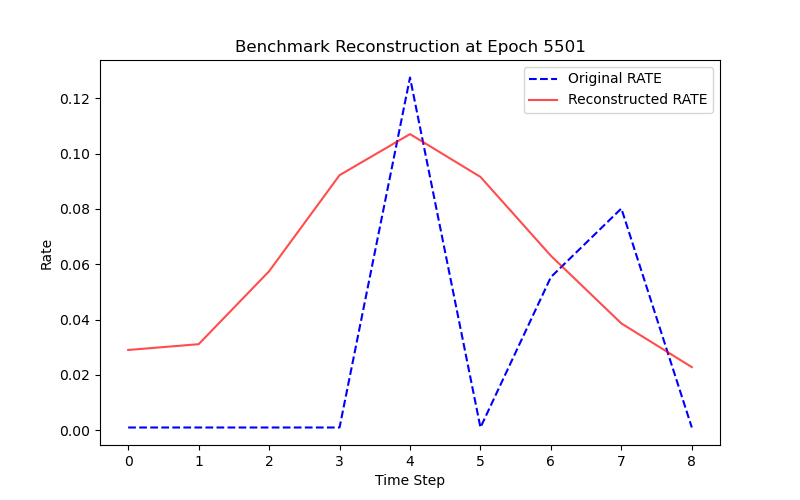 Benchmark Reconstruction at Epoch 5501
Original RATE
Reconstructed RATE
Rate
0.12
0.10
0.08
0.06
0.04
0.02
0.00
0 1 2 3 4 5 6 7 8
Time Step